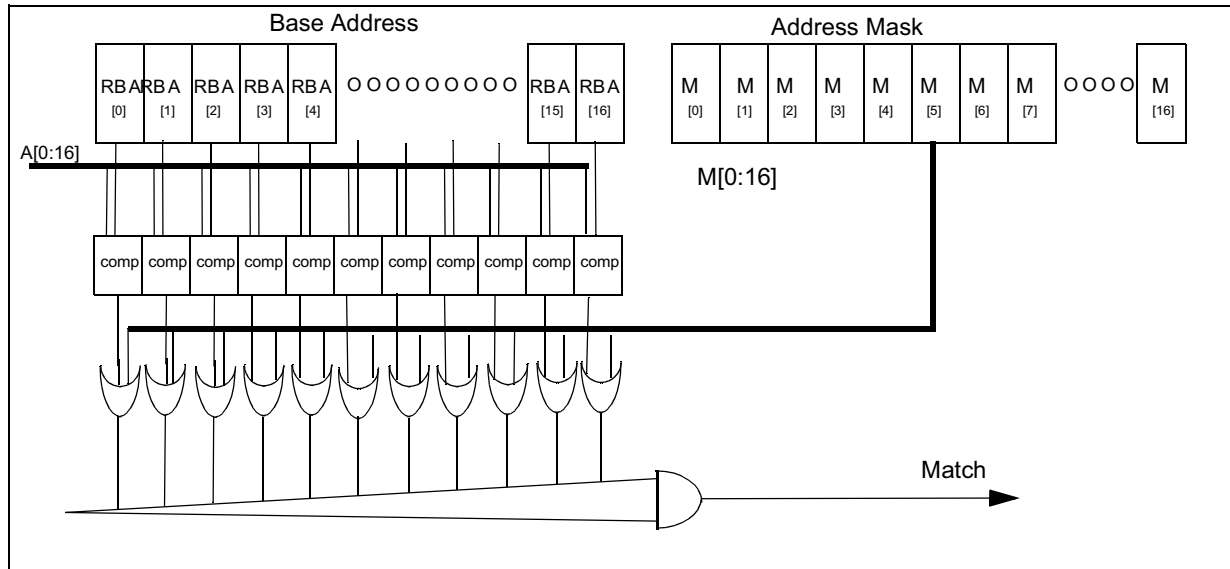 Base Address
Address Mask
RBA RBA RBA RBA RBA O O O O O O O O O RBA RBA
[0] [1] [2] [3] [4] [15] [16]
M M M M M M M M O O O O M
[0] [1] [2] [3] [4] [5] [6] [7] [16]
A[0:16]
M[0:16]
comp comp comp comp comp comp comp comp comp comp comp
Match